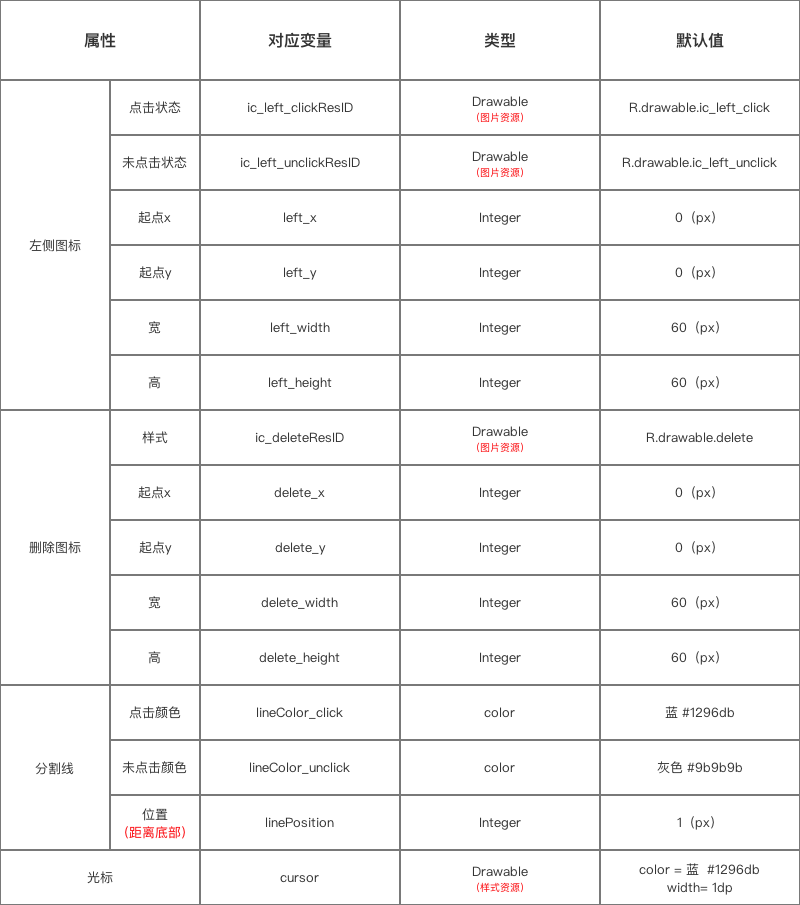 属性 对应变量 类型 默认值
左侧图标
点击状态 ic_left_clickResID Drawable R.drawable.ic_left_click
(图片资源)
未点击状态 ic_left_unclickResID Drawable R.drawable.ic_left_unclick
(图片资源)
起点x left_x Integer 0（px）
起点y left_y Integer 0（px）
宽 left_width Integer 60（px）
高 left_height Integer 60（px）
删除图标
样式 ic_deleteResID Drawable R.drawable.delete
(图片资源)
起点x delete_x Integer 0（px）
起点y delete_y Integer 0（px）
宽 delete_width Integer 60（px）
高 delete_height Integer 60（px）
分割线
点击颜色 lineColor_click color 蓝 #1296db
未点击颜色 lineColor_unclick color 灰色 #9b9b9b
位置 linePosition Integer 1（px）
（距离底部）
光标 cursor Drawable color = 蓝 #1296db
(样式资源) width= 1dp